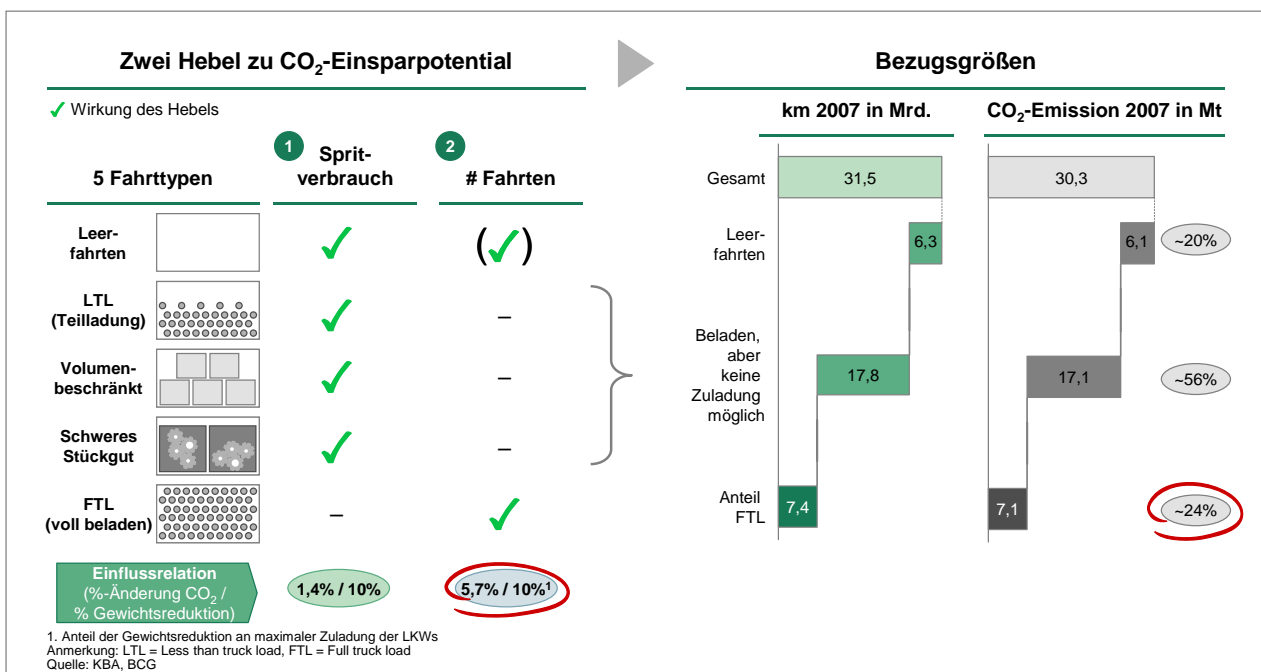 Zwei Hebel zu CO₂-Einsparpotential
Bezugsgrößen
✓ Wirkung des Hebels
km 2007 in Mrd.
CO₂-Emission 2007 in Mt
5 Fahrttypen
1
Sprit-
verbrauch
2
# Fahrten
Gesamt
31,5
30,3
Leer-
fahrten
(✓)
Leer-
fahrten
6,3
6,1
~20%
LTL
(Teilladung)
–
Volumen-
beschränkt
–
Beladen,
aber
keine
Zuladung
möglich
17,8
17,1
~56%
Schweres
Stückgut
–
FTL
(voll beladen)
–
Anteil
FTL
7,4
7,1
~24%
Einflussrelation
(%-Änderung CO₂ /
% Gewichtsreduktion)
1,4% / 10%
5,7% / 10%¹
1. Anteil der Gewichtsreduktion an maximaler Zuladung der LKWs
Anmerkung: LTL = Less than truck load, FTL = Full truck load
Quelle: KBA, BCG